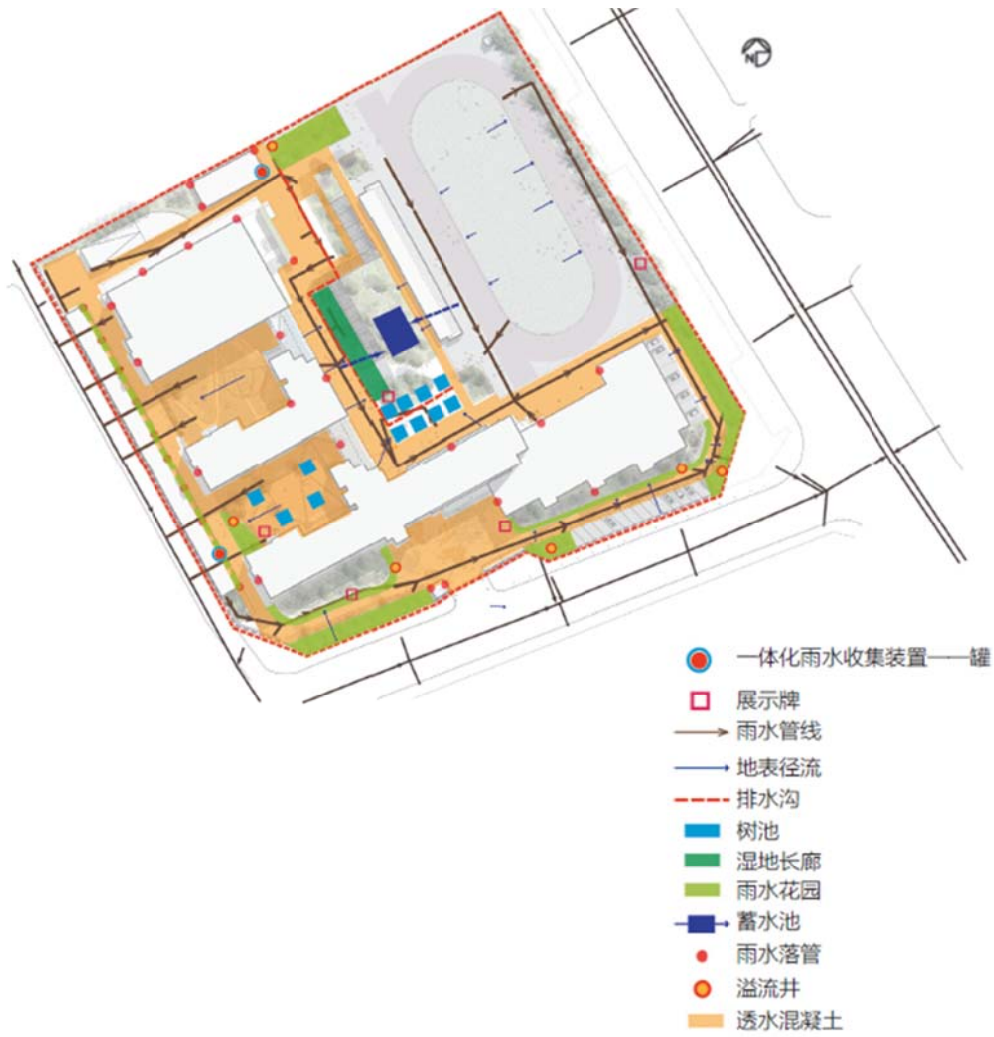 N
一体化雨水收集装置——罐
展示牌
雨水管线
地表径流
排水沟
树池
湿地长廊
雨水花园
蓄水池
雨水落管
溢流井
透水混凝土